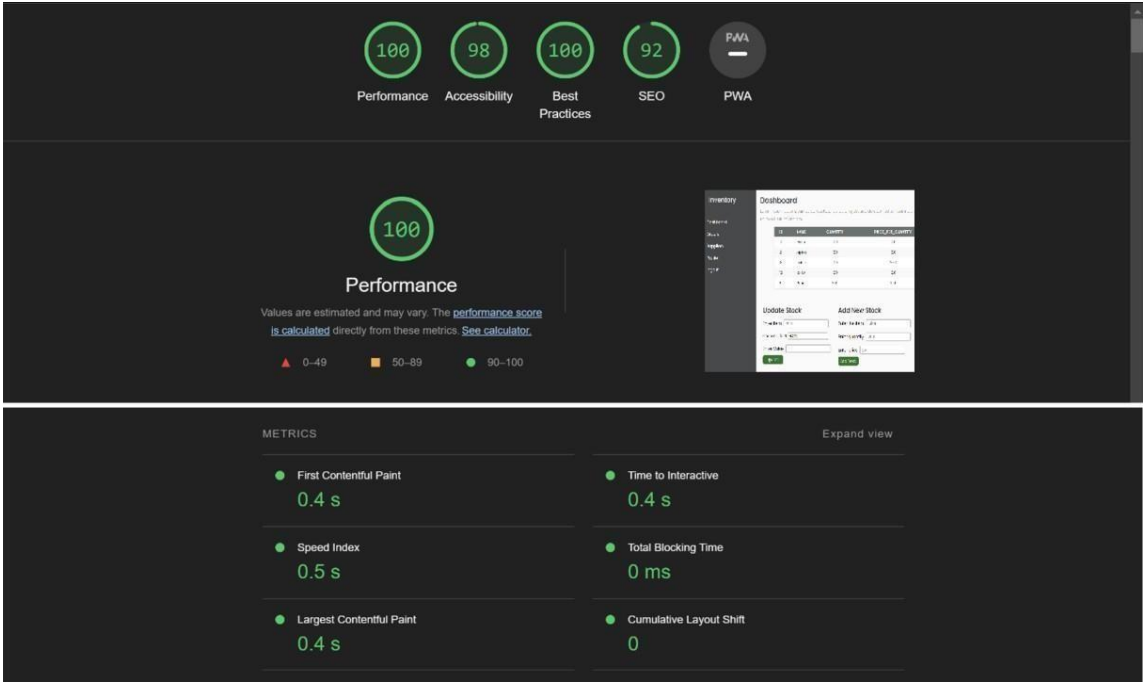 100
98
100
92
PWA
Performance
Accessibility
Best
Practices
SEO
PWA
100
Performance
Values are estimated and may vary. The performance score
is calculated directly from these metrics. See calculator.
0–49
50–89
90–100
Inventory
Dashboard
Update Stock
Add New Stock
METRICS
Expand view
First Contentful Paint
0.4 s
Time to Interactive
0.4 s
Speed Index
0.5 s
Total Blocking Time
0 ms
Largest Contentful Paint
0.4 s
Cumulative Layout Shift
0